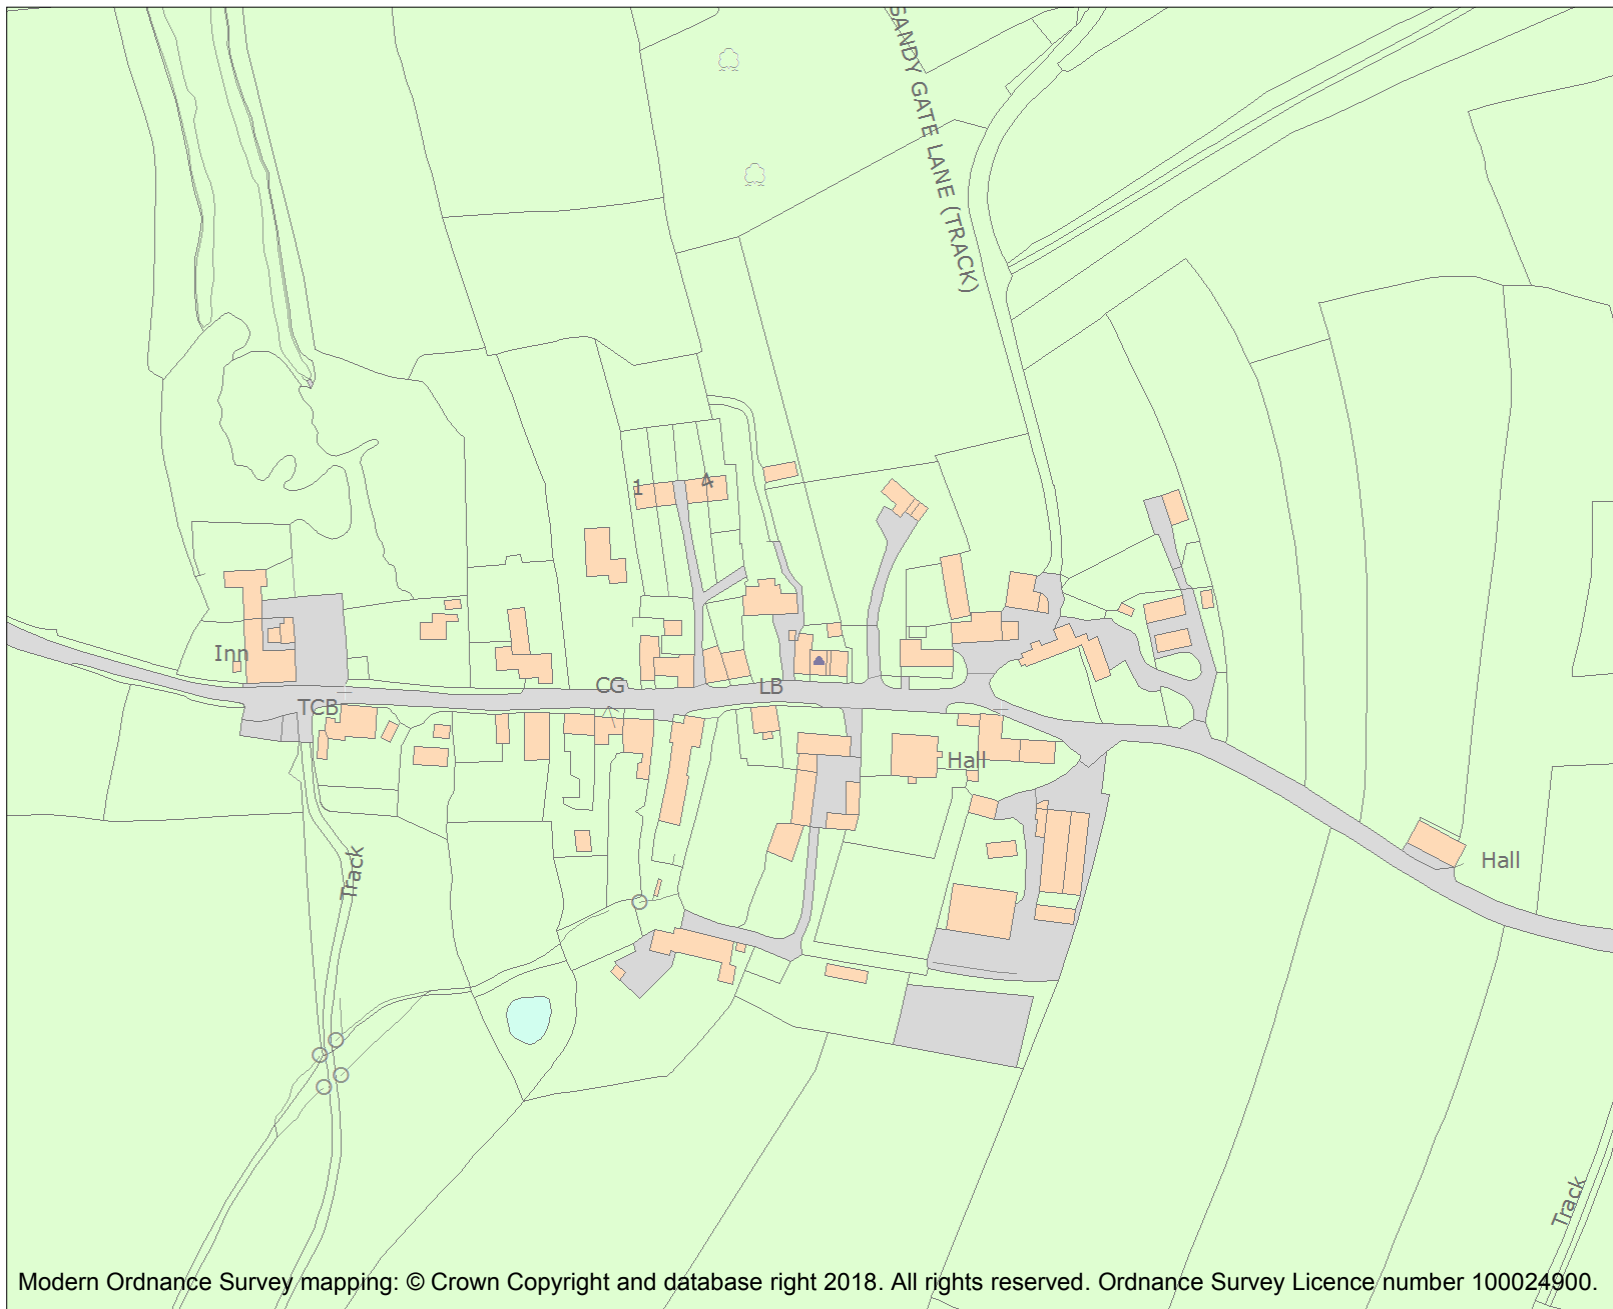 SANDY GATE LANE (TRACK)
1
4
Inn
CG
LB
TCB
Hall
Hall
Track
Track
Modern Ordnance Survey mapping: © Crown Copyright and database right 2018. All rights reserved. Ordnance Survey Licence number 100024900.